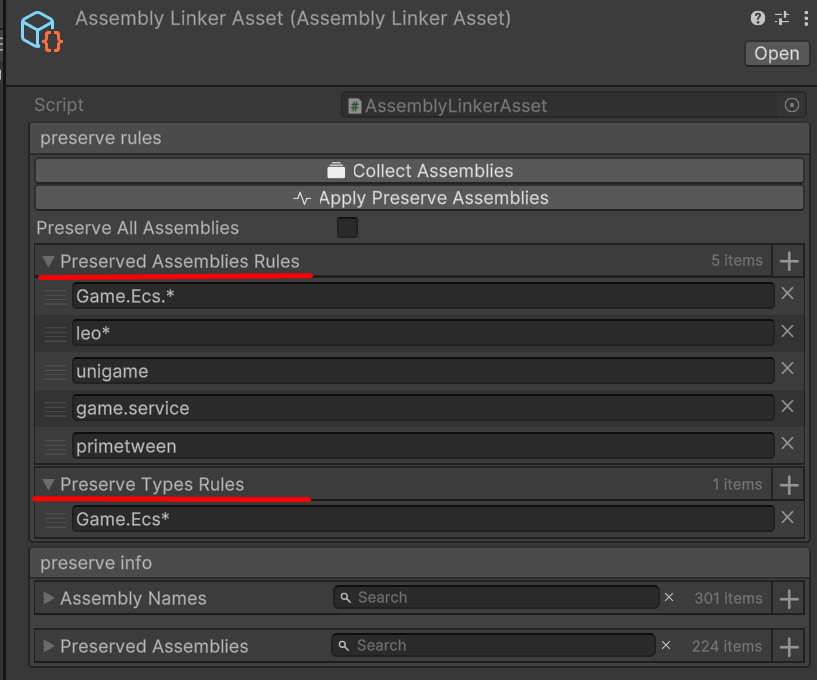 Assembly Linker Asset (Assembly Linker Asset)
Open
Script
AssemblyLinkerAsset
preserve rules
Collect Assemblies
Apply Preserve Assemblies
Preserve All Assemblies
Preserved Assemblies Rules 5 items
Game.Ecs.*
leo*
unigame
game.service
primetween
Preserve Types Rules 1 items
Game.Ecs*
preserve info
Assembly Names Search 301 items
Preserved Assemblies Search 224 items